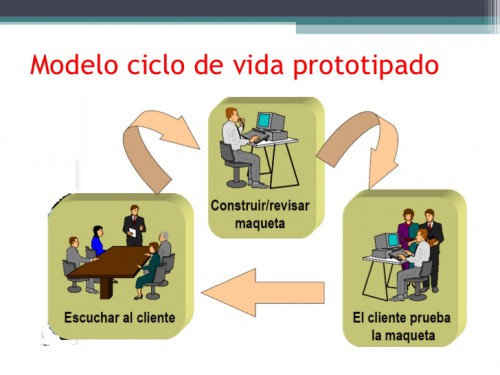 Modelo ciclo de vida prototipado
Construir/revisar
maqueta
Escuchar al cliente
El cliente prueba
la maqueta